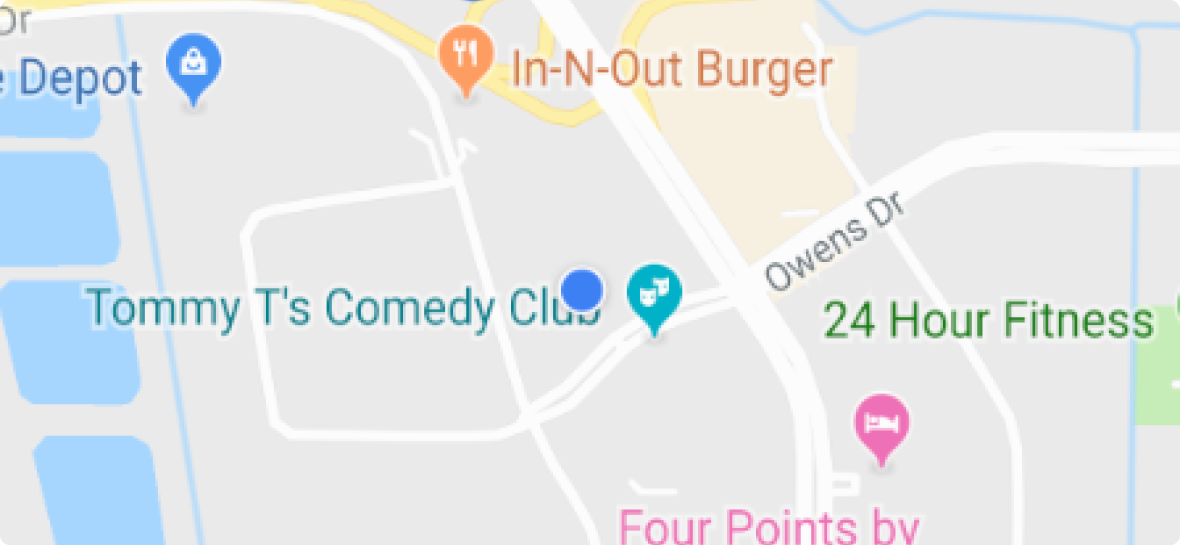 Dr
Depot
In-N-Out Burger
Owens Dr
Tommy T's Comedy Club
24 Hour Fitness
Four Points by